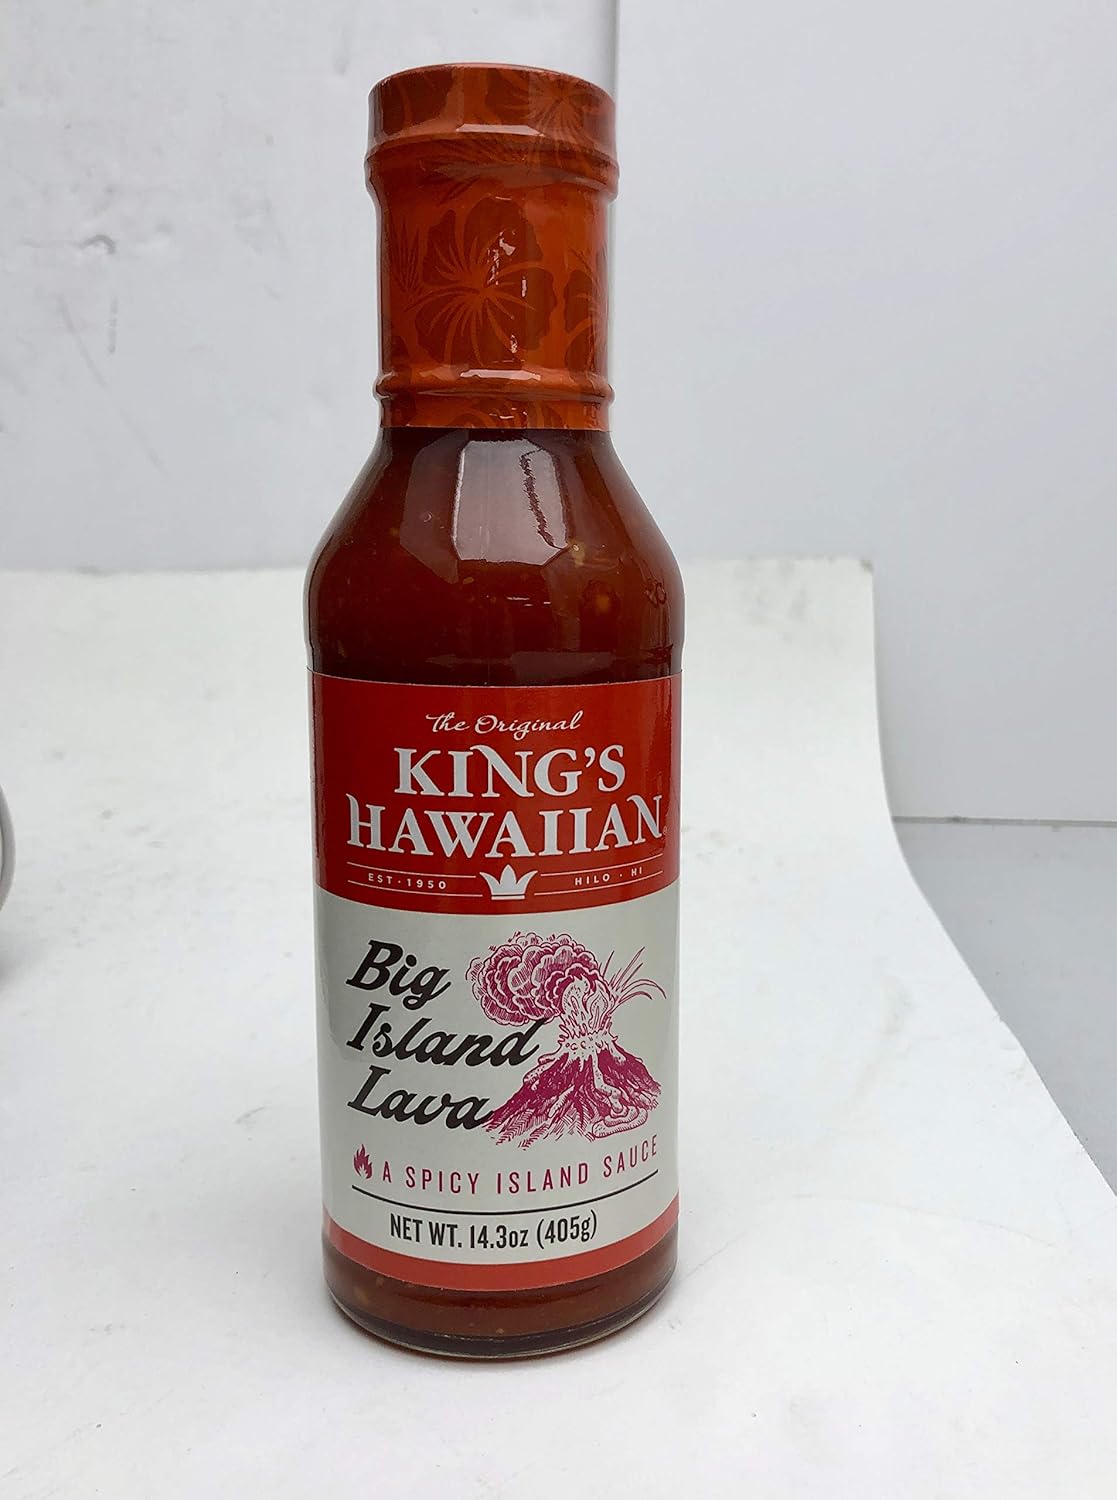 The Original
KING'S
HAWAIIAN®
EST·1950
HILO·HI
Big
Island
Lava
A SPICY ISLAND SAUCE
NET WT. 14.3oz (405g)